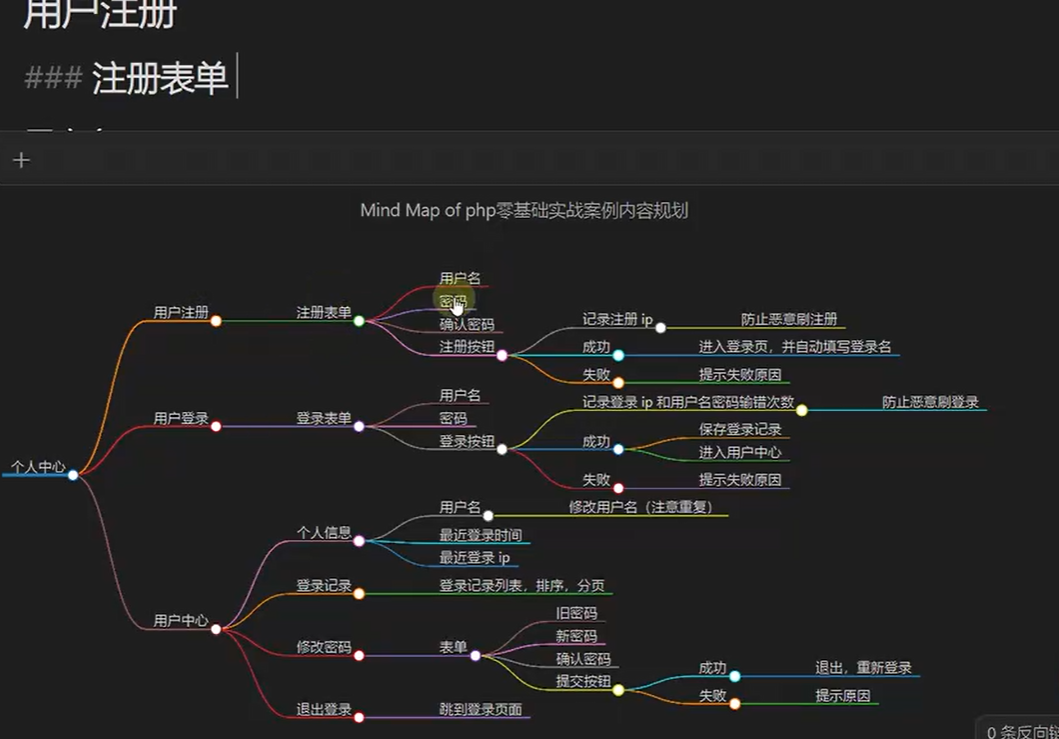 用户注册
### 注册表单
+
Mind Map of php零基础实战案例内容规划
个人中心
用户注册
注册表单
用户名
密码
确认密码
注册按钮
记录注册 ip
防止恶意刷注册
成功
进入登录页，并自动填写登录名
失败
提示失败原因
用户登录
登录表单
用户名
密码
登录按钮
记录登录 ip 和用户名密码输错次数
防止恶意刷登录
成功
保存登录记录
进入用户中心
失败
提示失败原因
用户中心
个人信息
用户名
修改用户名（注意重复）
最近登录时间
最近登录 ip
登录记录
登录记录列表，排序，分页
修改密码
表单
旧密码
新密码
确认密码
提交按钮
成功
退出，重新登录
失败
提示原因
退出登录
跳到登录页面
0 条反向链